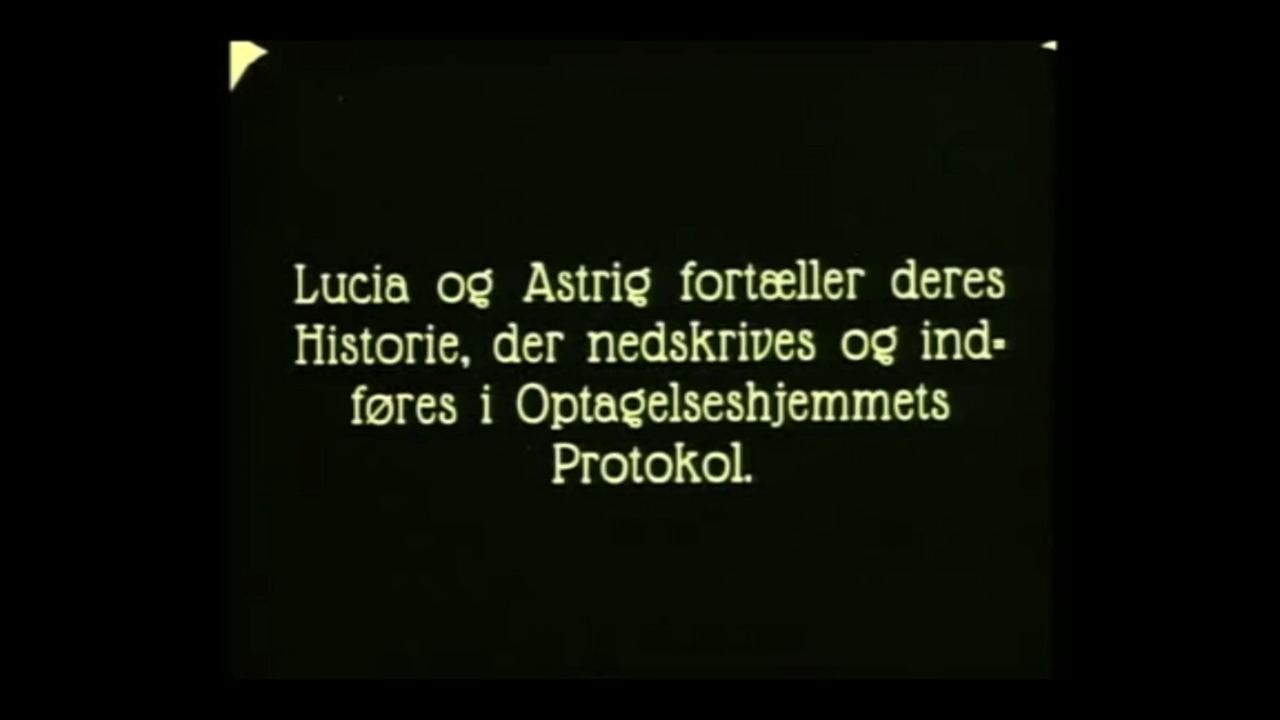 Lucia og Astrig fortæller deres
Historie, der nedskrives og ind-
føres i Optagelseshjemmets
Protokol.